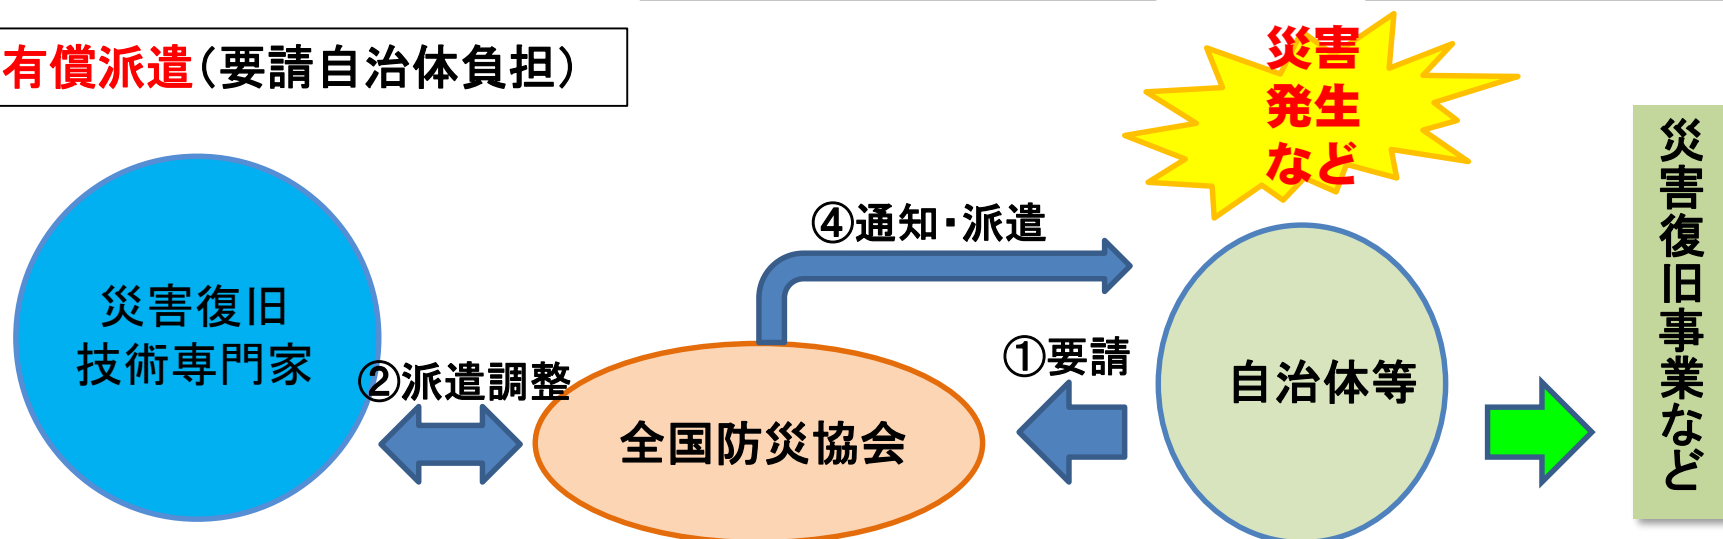 有償派遣（要請自治体負担）
災害
発生
など
④通知・派遣
災害復旧
技術専門家
②派遣調整
全国防災協会
①要請
自治体等
災害復旧事業など